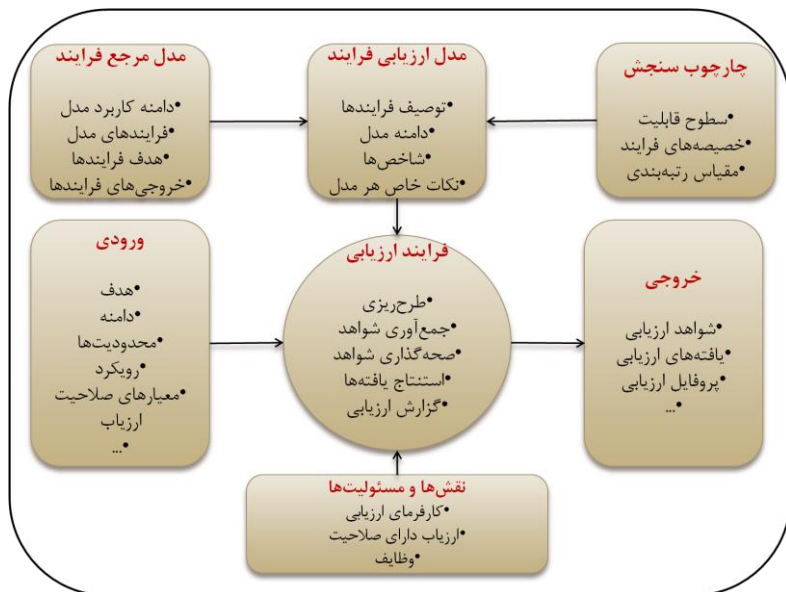 چارچوب سنجش
•سطوح قابلیت
•خصیصه‌های فرایند
•مقیاس رتبه‌بندی
مدل ارزیابی فرایند
•توصیف فرایندها
•دامنه مدل
•شاخص‌ها
•نکات خاص هر مدل
مدل مرجع فرایند
•دامنه کاربرد مدل
•فرایندهای مدل
•هدف فرایندها
•خروجی‌های فرایندها
ورودی
•هدف
•دامنه
•محدودیت‌ها
•رویکرد
•معیارهای صلاحیت
ارزیاب
•...
فرایند ارزیابی
•طرح‌ریزی
•جمع‌آوری شواهد
•صحه‌گذاری شواهد
•استنتاج یافته‌ها
•گزارش ارزیابی
خروجی
•شواهد ارزیابی
•یافته‌های ارزیابی
•پروفایل ارزیابی
•...
نقش‌ها و مسئولیت‌ها
•کارفرمای ارزیابی
•ارزیاب دارای صلاحیت
•وظایف